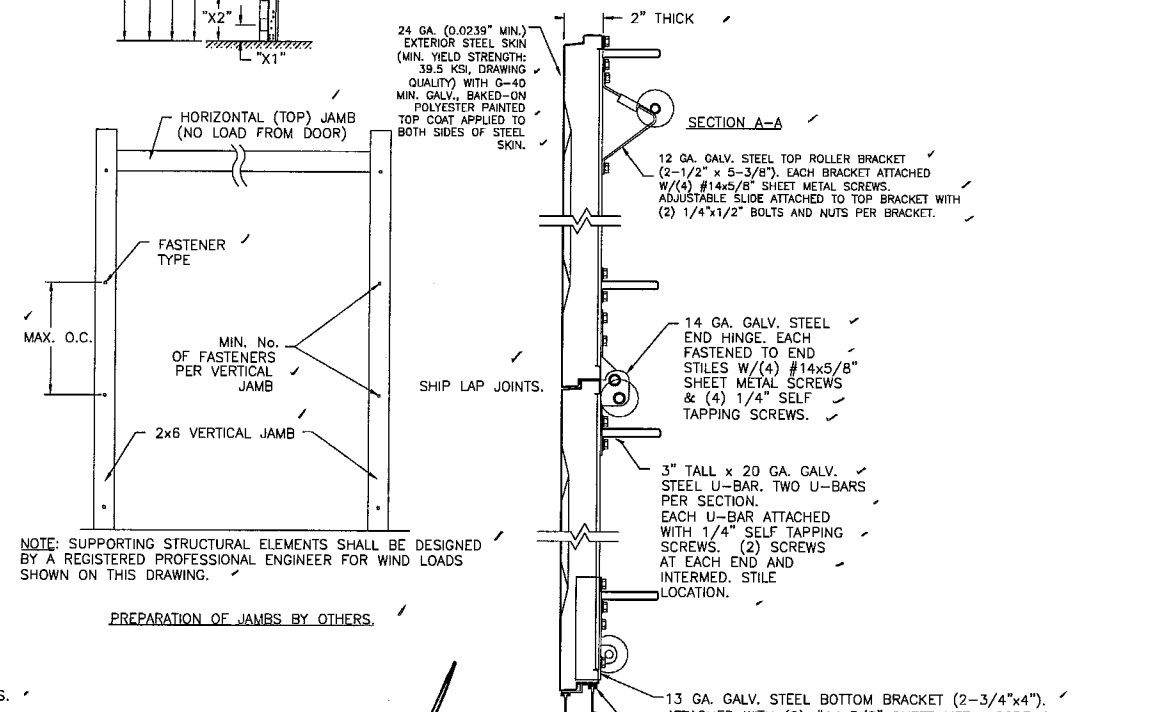 "X2"
"X1"
2" THICK
24 GA. (0.0239" MIN.)
EXTERIOR STEEL SKIN
(MIN. YIELD STRENGTH:
39.5 KSI, DRAWING
QUALITY) WITH G-40
MIN. GALV., BAKED-ON
POLYESTER PAINTED
TOP COAT APPLIED TO
BOTH SIDES OF STEEL
SKIN.
HORIZONTAL (TOP) JAMB
(NO LOAD FROM DOOR)
SECTION A-A
12 GA. GALV. STEEL TOP ROLLER BRACKET
(2-1/2" x 5-3/8"). EACH BRACKET ATTACHED
W/(4) #14x5/8" SHEET METAL SCREWS.
ADJUSTABLE SLIDE ATTACHED TO TOP BRACKET WITH
(2) 1/4"x1/2" BOLTS AND NUTS PER BRACKET.
FASTENER
TYPE
MAX. O.C.
MIN. No.
OF FASTENERS
PER VERTICAL
JAMB
SHIP LAP JOINTS.
14 GA. GALV. STEEL
END HINGE. EACH
FASTENED TO END
STILES W/(4) #14x5/8"
SHEET METAL SCREWS
& (4) 1/4" SELF
TAPPING SCREWS.
2x6 VERTICAL JAMB
3" TALL x 20 GA. GALV.
STEEL U-BAR. TWO U-BARS
PER SECTION.
EACH U-BAR ATTACHED
WITH 1/4" SELF TAPPING
SCREWS. (2) SCREWS
AT EACH END AND
INTERMED. STILE
LOCATION.
NOTE: SUPPORTING STRUCTURAL ELEMENTS SHALL BE DESIGNED
BY A REGISTERED PROFESSIONAL ENGINEER FOR WIND LOADS
SHOWN ON THIS DRAWING.
PREPARATION OF JAMBS BY OTHERS.
S.
13 GA. GALV. STEEL BOTTOM BRACKET (2-3/4"x4").